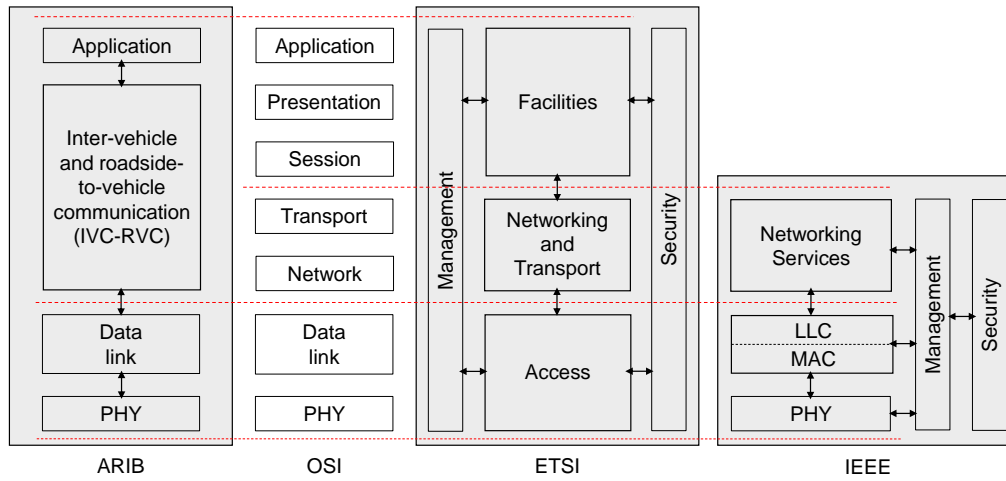 Application
Inter-vehicle
and roadside-
to-vehicle
communication
(IVC-RVC)
Data
link
PHY
ARIB
Application
Presentation
Session
Transport
Network
Data
link
PHY
OSI
Management
Facilities
Networking
and
Transport
Access
Security
ETSI
Networking
Services
LLC
MAC
PHY
Management
Security
IEEE